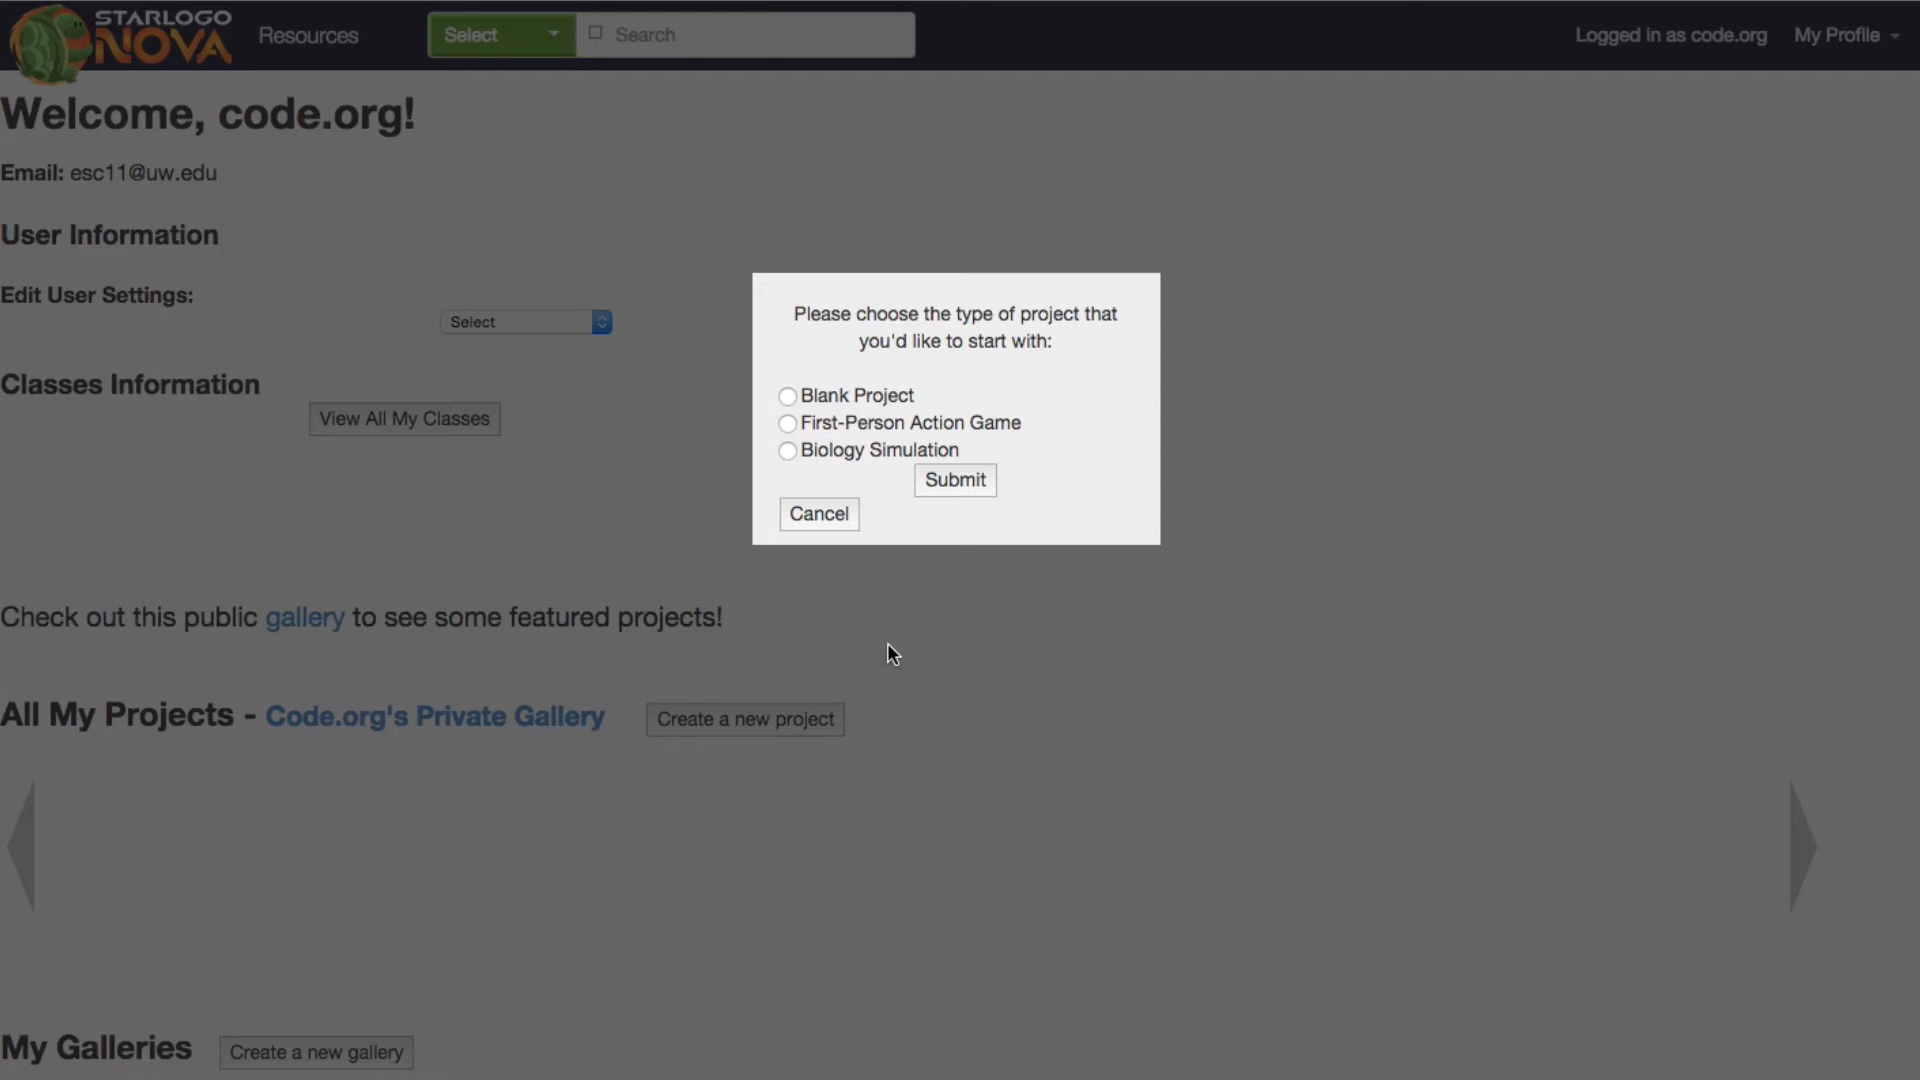 STARLOGO
NOVA
Resources
Select
Search
Logged in as code.org
My Profile
Welcome, code.org!
Email: esc11@uw.edu
User Information
Edit User Settings:
Select
Classes Information
View All My Classes
Please choose the type of project that
you'd like to start with:
Blank Project
First-Person Action Game
Biology Simulation
Submit
Cancel
Check out this public gallery to see some featured projects!
All My Projects - Code.org's Private Gallery
Create a new project
My Galleries
Create a new gallery